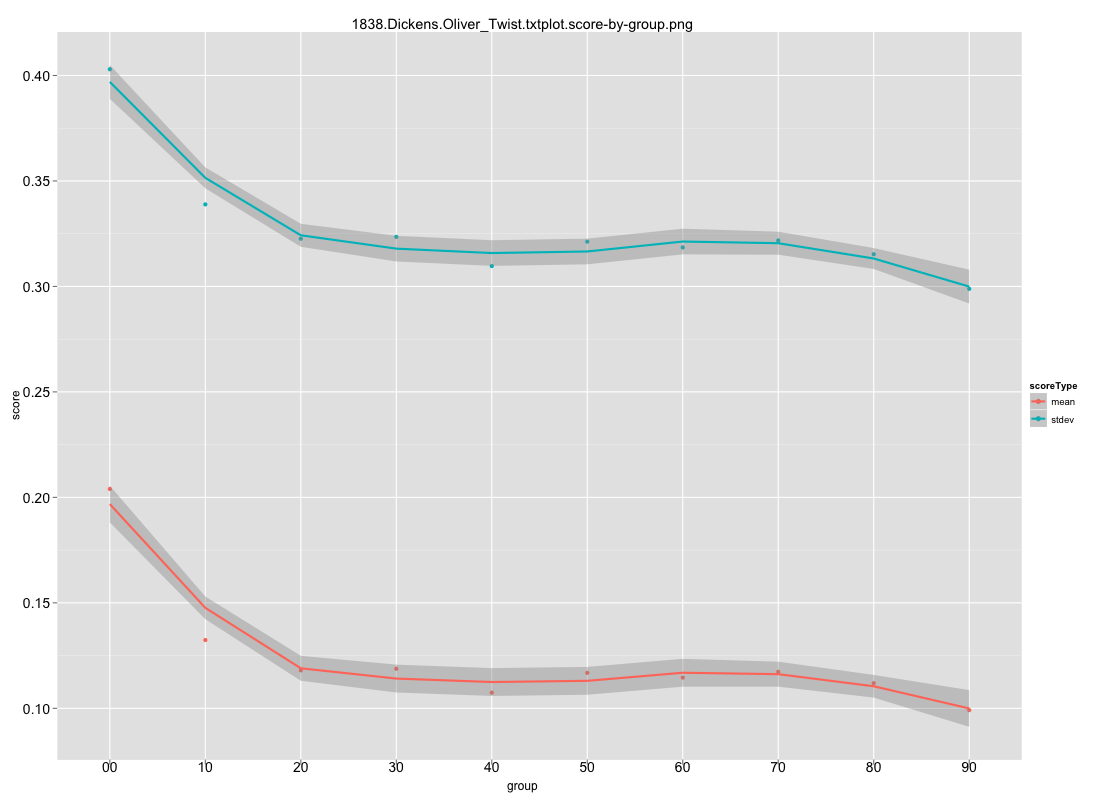 1838.Dickens.Oliver_Twist.txtplot.score-by-group.png
0.40
0.35
0.30
0.25
0.20
0.15
0.10
score
00 10 20 30 40 50 60 70 80 90
group
scoreType
mean
stdev